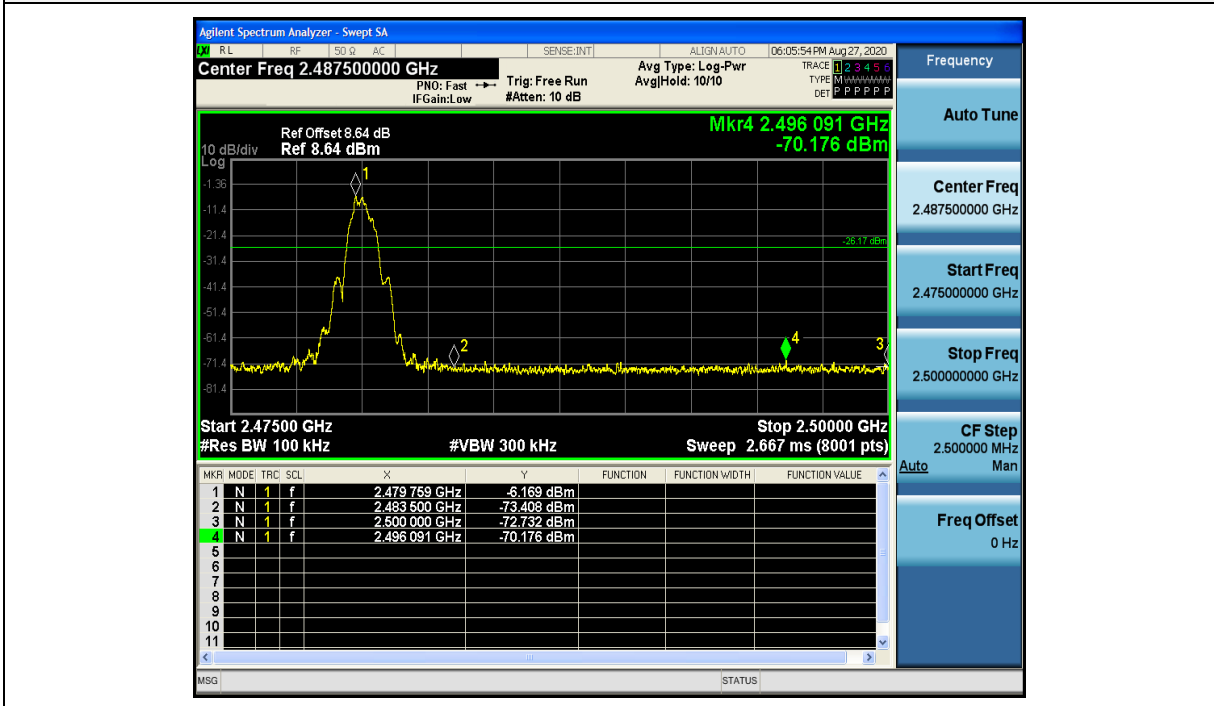 Agilent Spectrum Analyzer - Swept SA
LXI RL RF 50 Ω AC SENSE:INT ALIGN AUTO 06:05:54 PM Aug 27, 2020
Center Freq 2.487500000 GHz
PNO: Fast
IFGain:Low
Trig: Free Run
#Atten: 10 dB
Avg Type: Log-Pwr
Avg|Hold: 10/10
TRACE 1 2 3 4 5 6
TYPE M
DET P P P P P P
Mkr4 2.496 091 GHz
-70.176 dBm
Ref Offset 8.64 dB
10 dB/div Ref 8.64 dBm
Log
-1.36
-11.4
-21.4
-31.4
-41.4
-51.4
-61.4
-71.4
-81.4
1
-26.17 dBm
2
4
3
Start 2.47500 GHz Stop 2.50000 GHz
#Res BW 100 kHz #VBW 300 kHz Sweep 2.667 ms (8001 pts)
MKR MODE TRC SCL X Y FUNCTION FUNCTION WIDTH FUNCTION VALUE
1 N 1 f 2.479 759 GHz -6.169 dBm
2 N 1 f 2.483 500 GHz -73.408 dBm
3 N 1 f 2.500 000 GHz -72.732 dBm
4 N 1 f 2.496 091 GHz -70.176 dBm
5
6
7
8
9
10
11
MSG STATUS
Frequency
Auto Tune
Center Freq
2.487500000 GHz
Start Freq
2.475000000 GHz
Stop Freq
2.500000000 GHz
CF Step
2.500000 MHz
Auto Man
Freq Offset
0 Hz